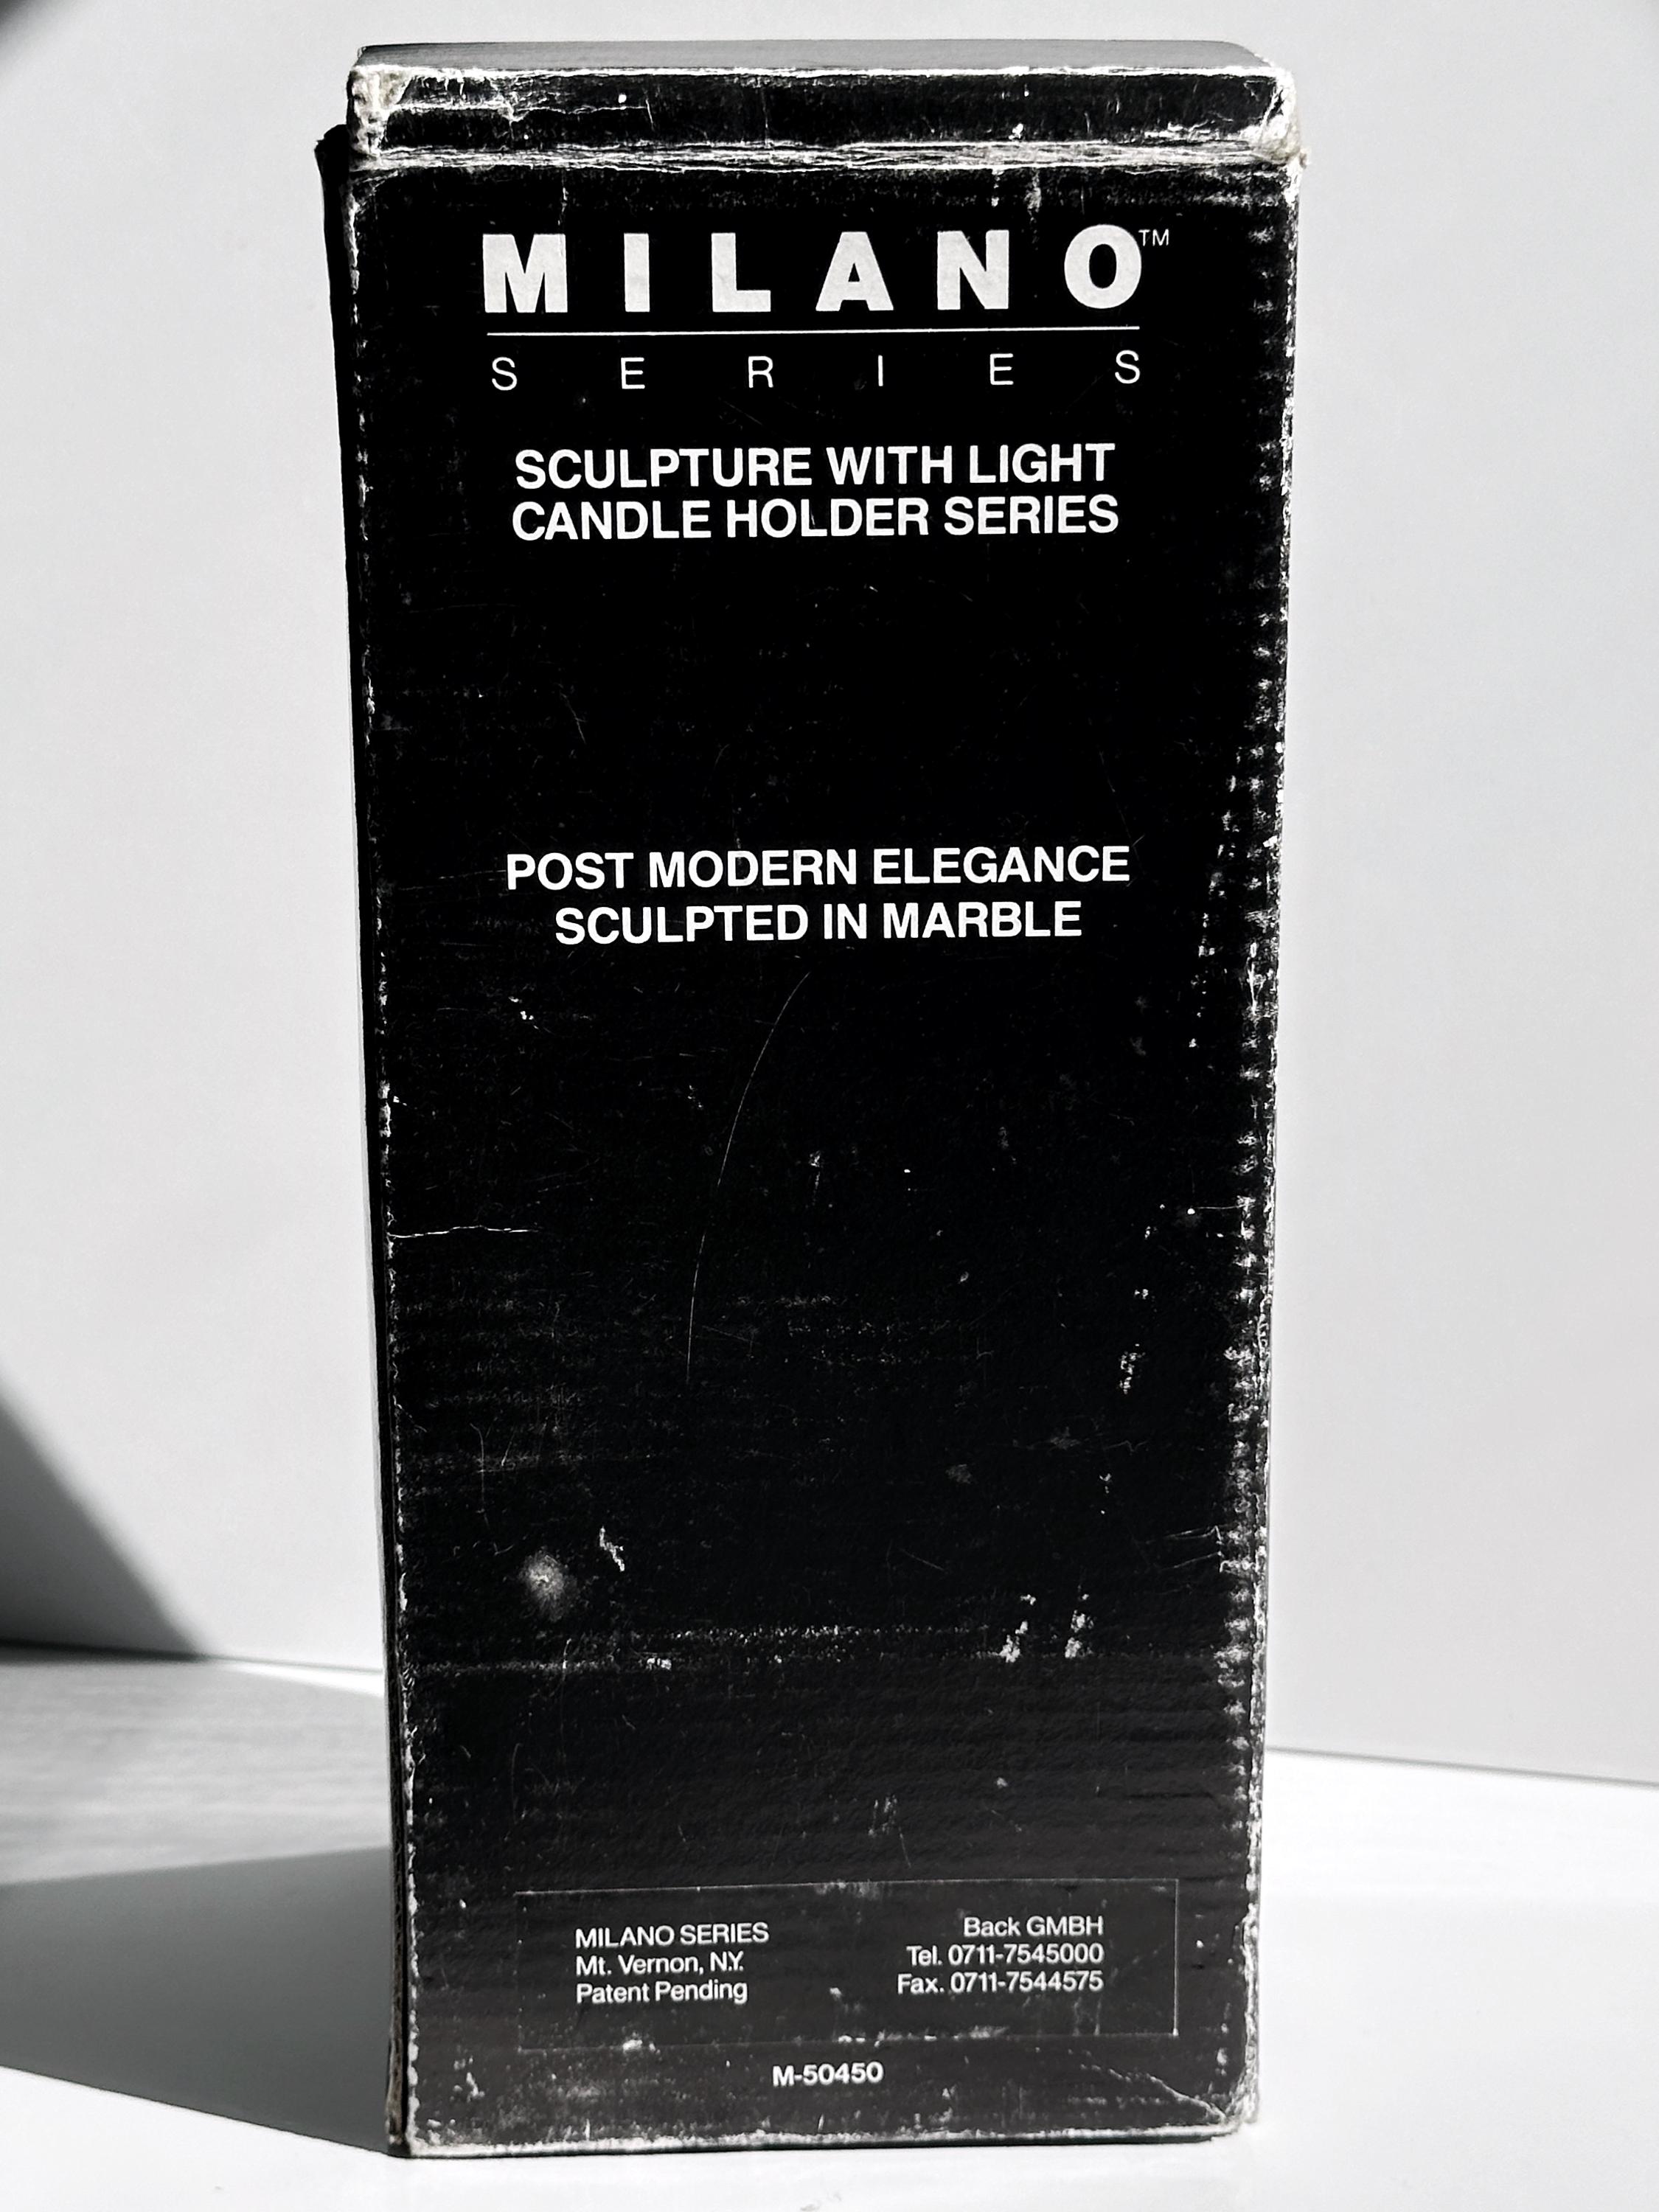 MILANO™
SERIES
SCULPTURE WITH LIGHT
CANDLE HOLDER SERIES
POST MODERN ELEGANCE
SCULPTED IN MARBLE
MILANO SERIES
Mt. Vernon, N.Y.
Patent Pending
Back GMBH
Tel. 0711-7545000
Fax. 0711-7544575
M-50450